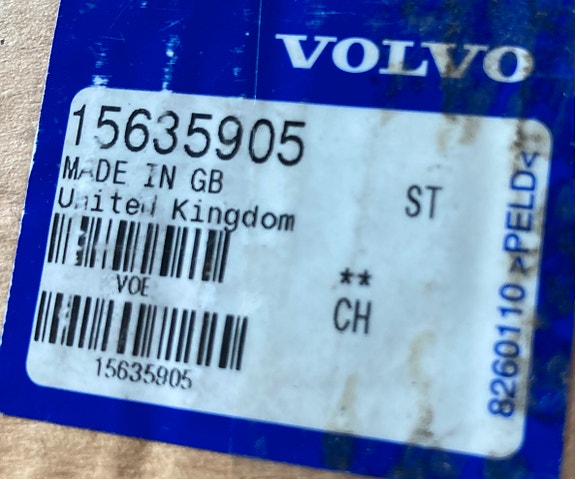 VOLVO
15635905
MADE IN GB
United Kingdom
ST
VOE
**
CH
15635905
8260110 >PELD<